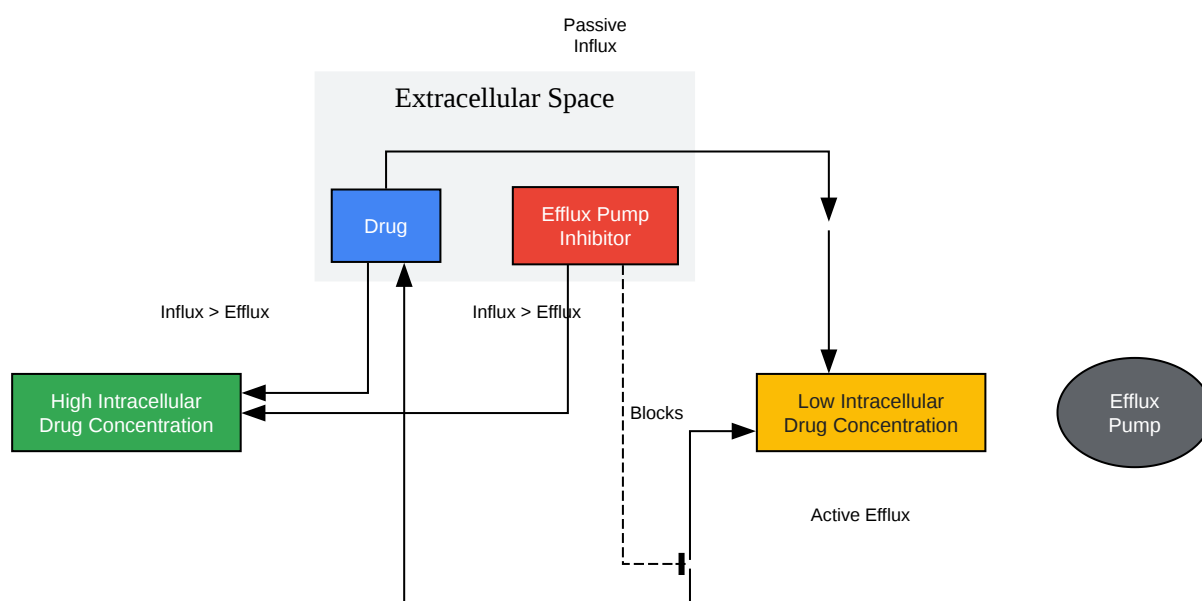 Passive
Influx
Extracellular Space
Drug
Efflux Pump
Inhibitor
Influx > Efflux
Influx > Efflux
High Intracellular
Drug Concentration
Blocks
Low Intracellular
Drug Concentration
Efflux
Pump
Active Efflux